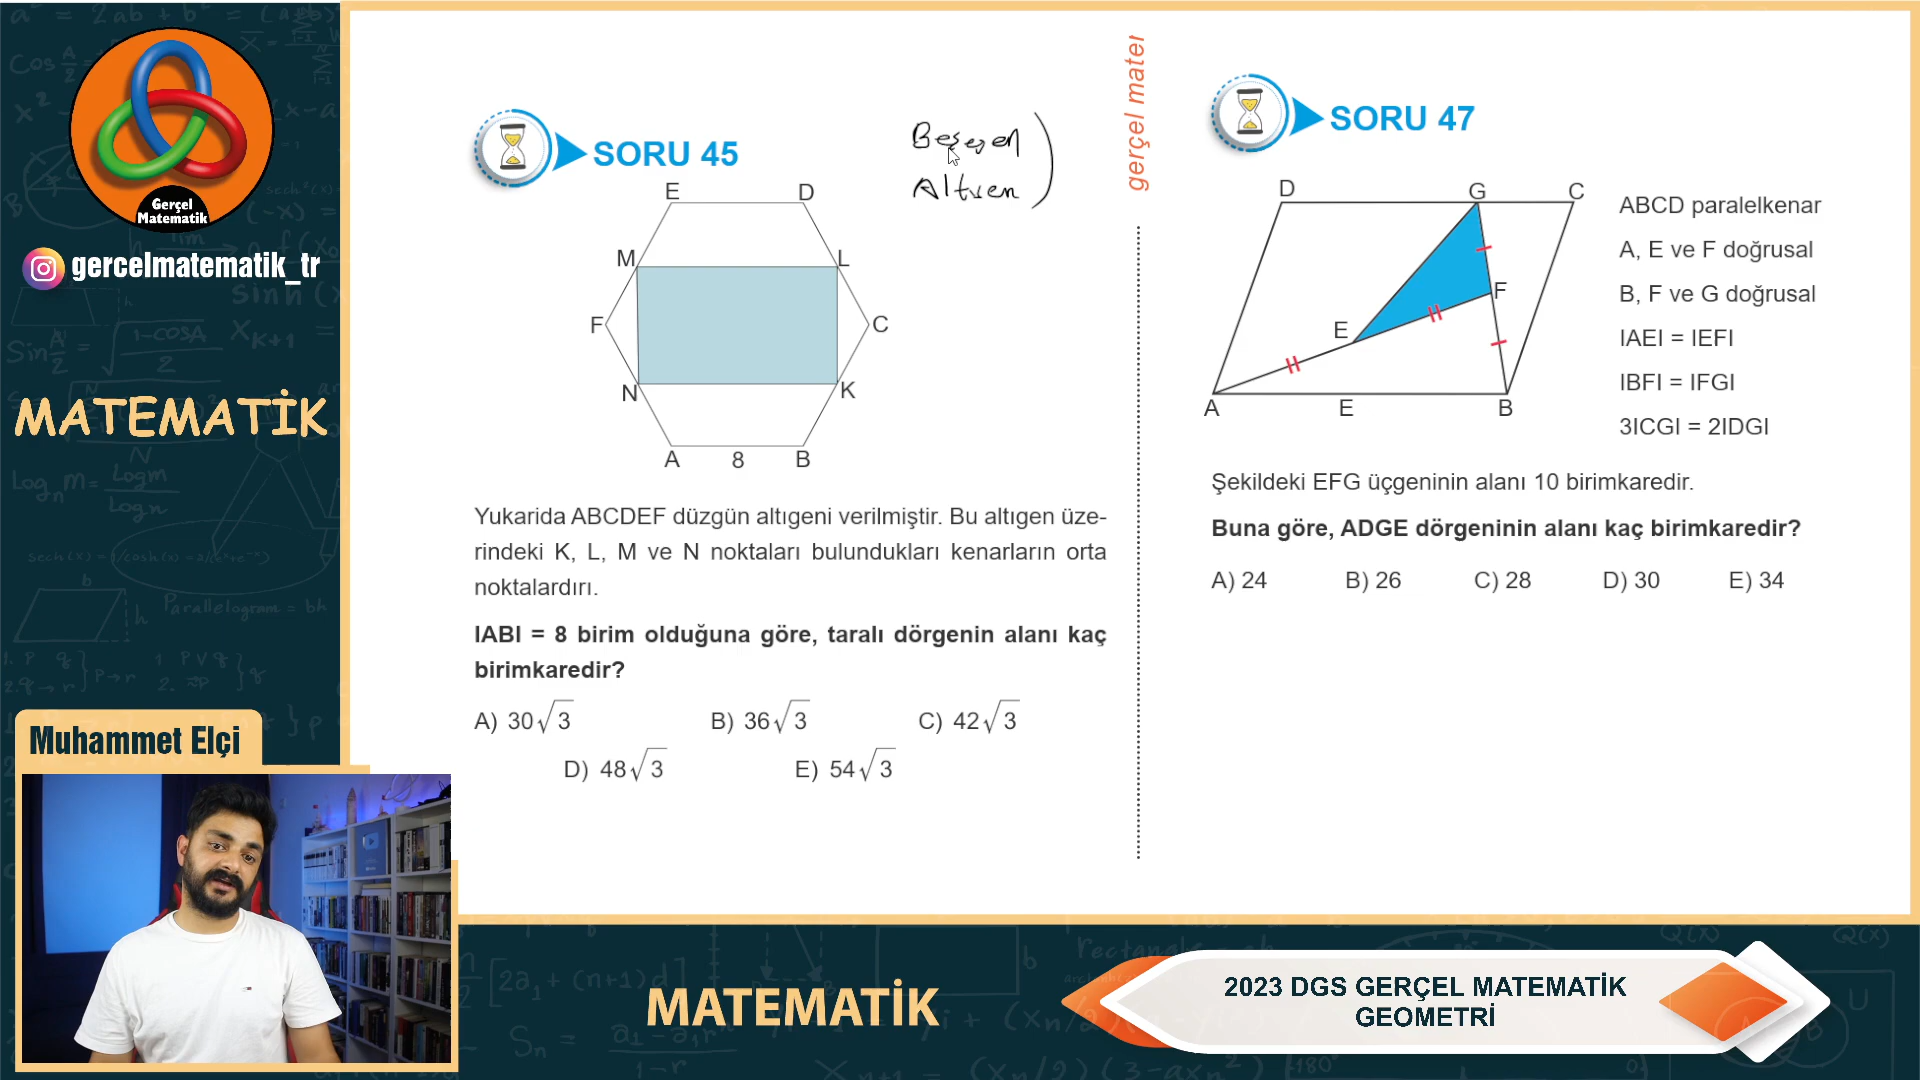 Gerçel
Matematik
gercelmatematik_tr
MATEMATİK
Muhammet Elçi
SORU 45
Beşgen
E
D
M
L
F
C
N
K
A
8
B
Yukarida ABCDEF düzgün altıgeni verilmiştir. Bu altıgen üze-
rindeki K, L, M ve N noktaları bulundukları kenarların orta
noktalardırı.
IABI = 8 birim olduğuna göre, taralı dörgenin alanı kaç
birimkaredir?
A) 30√3 B) 36√3 C) 42√3
D) 48√3 E) 54√3
gerçel mater
SORU 47
D
G
C
F
E
A
E
B
ABCD paralelkenar
A, E ve F doğrusal
B, F ve G doğrusal
IAEI = IEFI
IBFI = IFGI
3ICGI = 2IDGI
Şekildeki EFG üçgeninin alanı 10 birimkaredir.
Buna göre, ADGE dörgeninin alanı kaç birimkaredir?
A) 24 B) 26 C) 28 D) 30 E) 34
MATEMATİK
2023 DGS GERÇEL MATEMATİK
GEOMETRİ